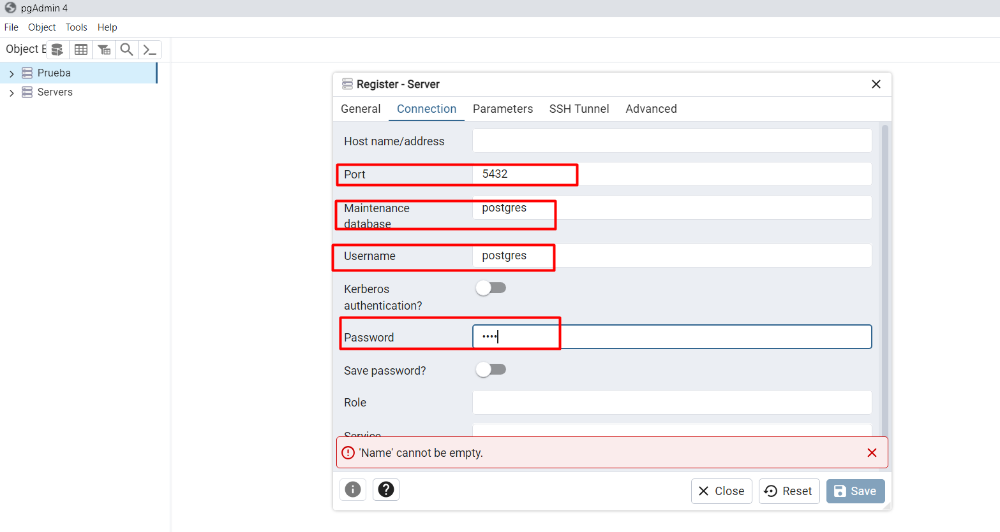 pgAdmin 4
File Object Tools Help
Object E
Prueba
Servers
Register - Server
General Connection Parameters SSH Tunnel Advanced
Host name/address
Port 5432
Maintenance postgres
database
Username postgres
Kerberos
authentication?
Password ••••
Save password?
Role
Service
'Name' cannot be empty.
Close Reset Save